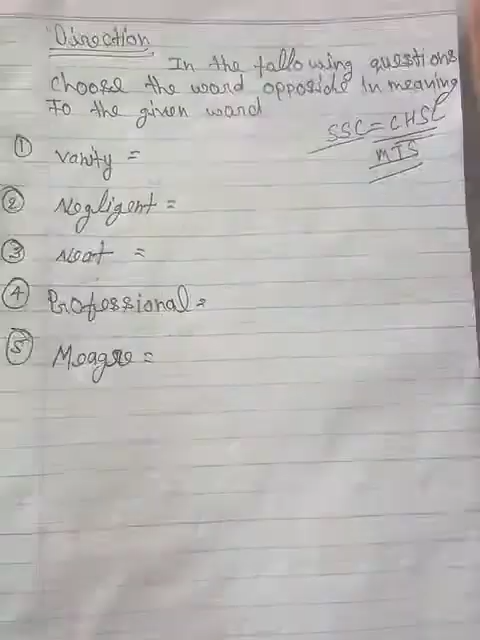 Direction
In the following questions
choose the word opposide in meaning
To the given word
SSC = CHSL
MTS
① Vanity =
② Negligent =
③ Neat =
④ Professional =
⑤ Meagre =